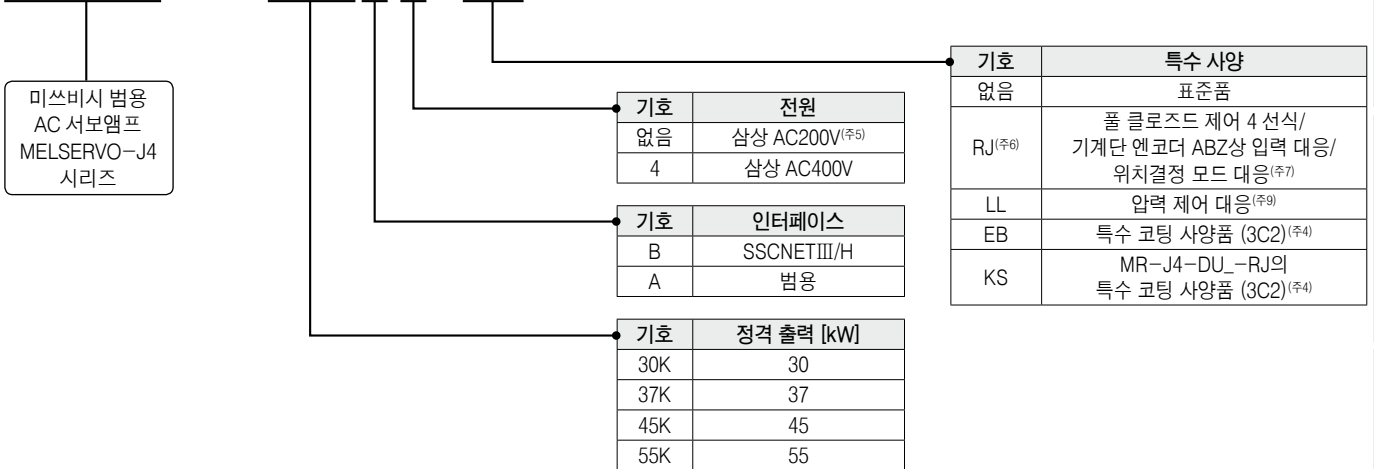 미쓰비시 범용
AC 서보앰프
MELSERVO-J4
시리즈
기호 전원
없음 삼상 AC200V(주5)
4 삼상 AC400V
기호 인터페이스
B SSCNETⅢ/H
A 범용
기호 정격 출력 [kW]
30K 30
37K 37
45K 45
55K 55
기호 특수 사양
없음 표준품
RJ(주6) 풀 클로즈드 제어 4 선식/
기계단 엔코더 ABZ상 입력 대응/
위치결정 모드 대응(주7)
LL 압력 제어 대응(주9)
EB 특수 코팅 사양품 (3C2)(주4)
KS MR-J4-DU_-RJ의
특수 코팅 사양품 (3C2)(주4)